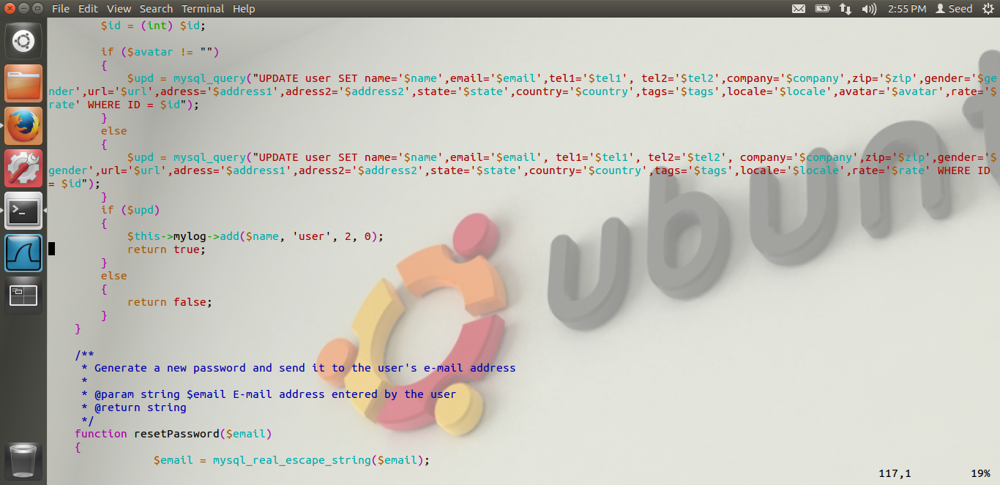 File Edit View Search Terminal Help 2:55 PM Seed
$id = (int) $id;
if ($avatar != "")
{
$upd = mysql_query("UPDATE user SET name='$name',email='$email',tel1='$tel1', tel2='$tel2',company='$company',zip='$zip',gender='$ge
nder',url='$url',adress='$address1',adress2='$address2',state='$state',country='$country',tags='$tags',locale='$locale',avatar='$avatar',rate='$
rate' WHERE ID = $id");
}
else
{
$upd = mysql_query("UPDATE user SET name='$name',email='$email', tel1='$tel1', tel2='$tel2', company='$company',zip='$zip',gender='$
gender',url='$url',adress='$address1',adress2='$address2',state='$state',country='$country',tags='$tags',locale='$locale',rate='$rate' WHERE ID
= $id");
}
if ($upd)
{
$this->mylog->add($name, 'user', 2, 0);
return true;
}
else
{
return false;
}
}
/**
* Generate a new password and send it to the user's e-mail address
*
* @param string $email E-mail address entered by the user
* @return string
*/
function resetPassword($email)
{
$email = mysql_real_escape_string($email);
117,1 19%
ubunt